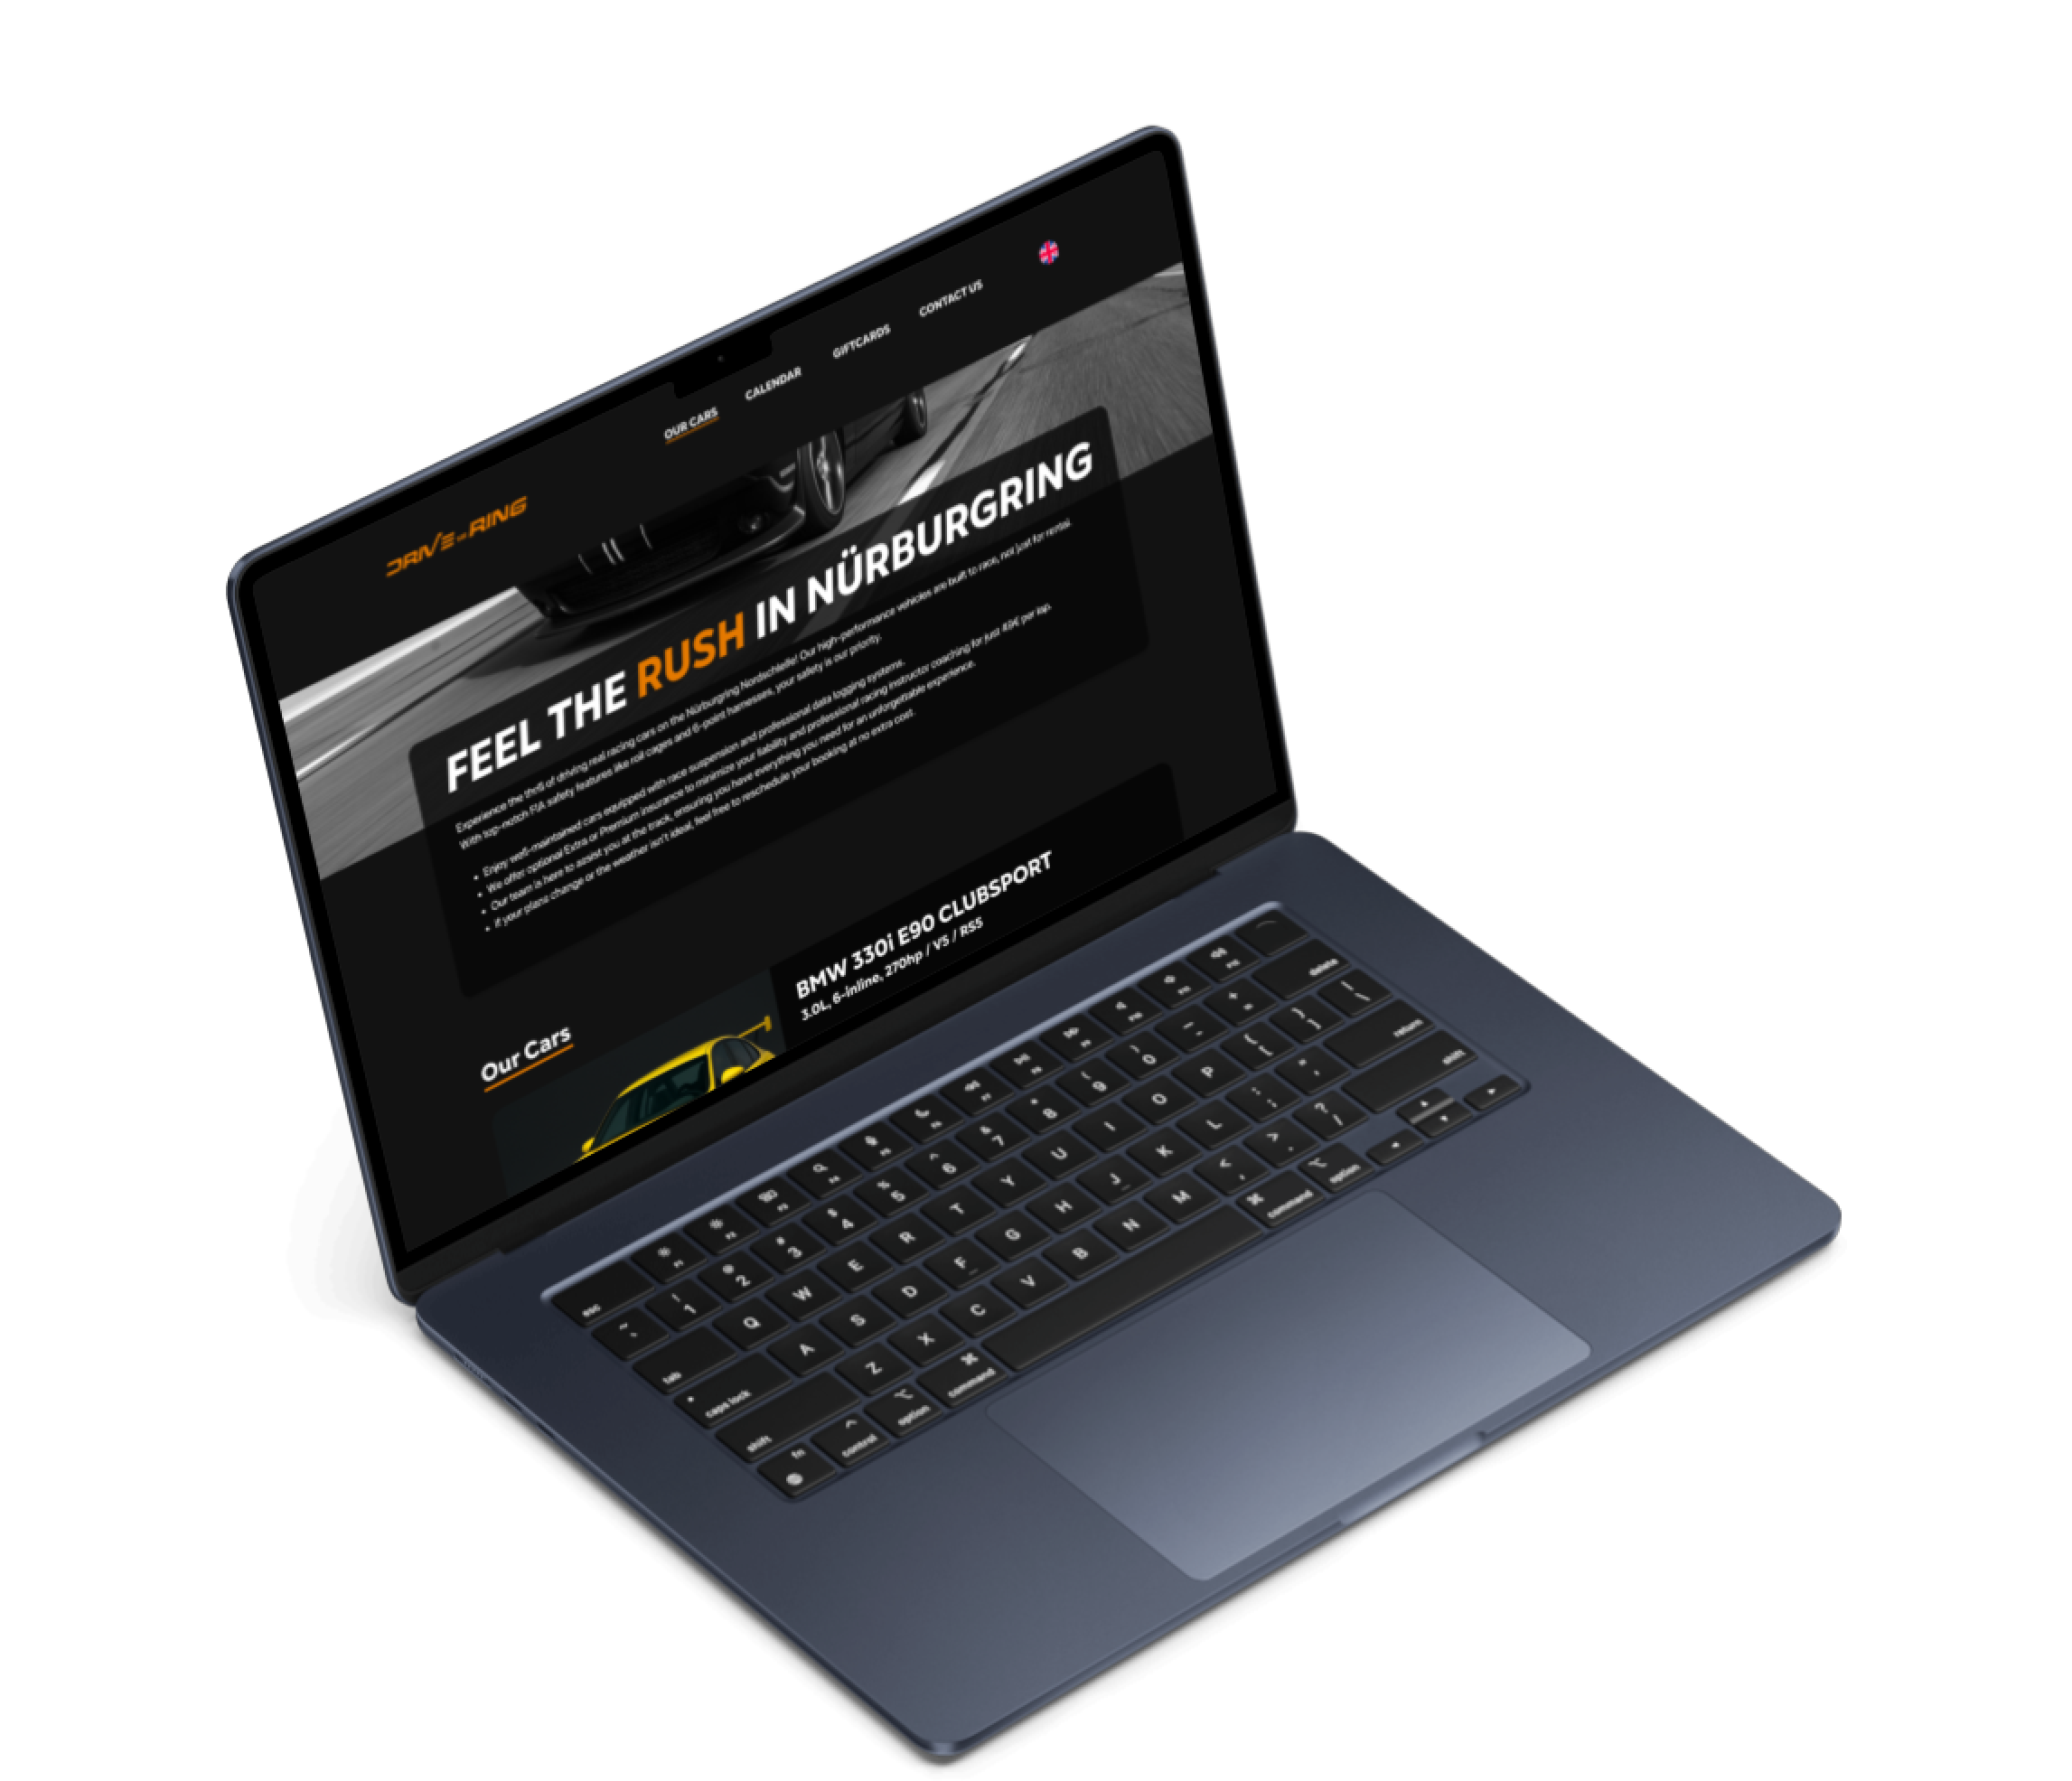 DRIVE-RING
OUR CARS
CALENDAR
GIFTCARDS
CONTACT US
FEEL THE RUSH IN NÜRBURGRING
Experience the thrill of driving real racing cars on the Nürburgring Nordschleife! Our high-performance vehicles are built to race, not just for rental.
With top-notch FIA safety features like roll cages and 6-point harnesses, your safety is our priority.
• Enjoy well-maintained cars equipped with race suspension and professional data logging systems.
• We offer optional Extra or Premium insurance to minimize your liability and professional racing instructor coaching for just 49€ per lap.
• Our team is here to assist you at the track, ensuring you have everything you need for an unforgettable experience.
• If your plans change or the weather isn't ideal, feel free to reschedule your booking at no extra cost.
Our Cars
BMW 330i E90 CLUBSPORT
3.0L, 6-inline, 270hp / V5 / RS5
esc
delete
tab
Q W E R T Y U I O P
return
caps lock
A S D F G H J K L
shift
Z X C V B N M
shift
fn
control
option
command
command
option